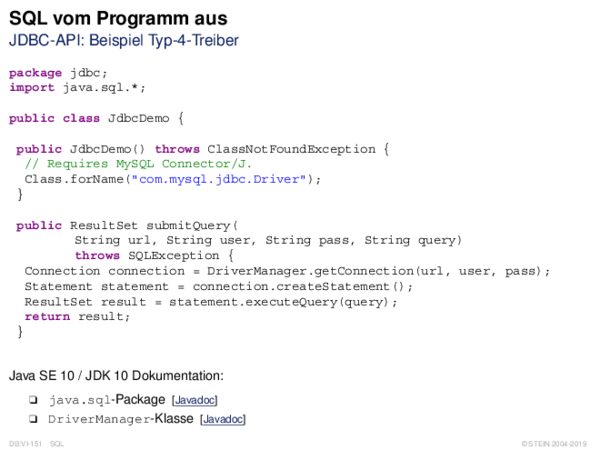 SQL vom Programm aus
JDBC-API: Beispiel Typ-4-Treiber
package jdbc;
import java.sql.*;
public class JdbcDemo {
public JdbcDemo() throws ClassNotFoundException {
// Requires MySQL Connector/J.
Class.forName("com.mysql.jdbc.Driver");
}
public ResultSet submitQuery(
String url, String user, String pass, String query)
throws SQLException {
Connection connection = DriverManager.getConnection(url, user, pass);
Statement statement = connection.createStatement();
ResultSet result = statement.executeQuery(query);
return result;
}
Java SE 10 / JDK 10 Dokumentation:
❑ java.sql-Package [Javadoc]
❑ DriverManager-Klasse [Javadoc]
DB:VI-151 SQL © STEIN 2004-2019